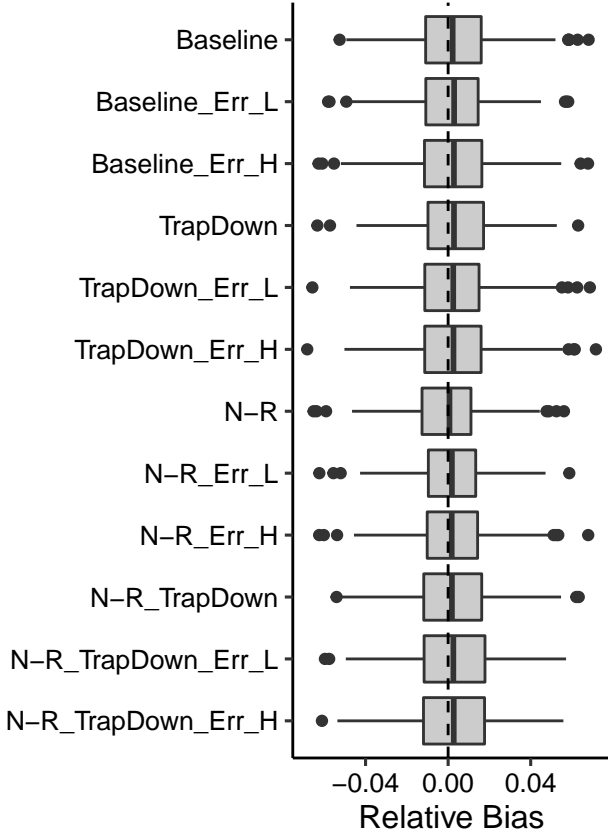 Baseline
Baseline_Err_L
Baseline_Err_H
TrapDown
TrapDown_Err_L
TrapDown_Err_H
N−R
N−R_Err_L
N−R_Err_H
N−R_TrapDown
N−R_TrapDown_Err_L
N−R_TrapDown_Err_H
−0.04 0.00 0.04
Relative Bias